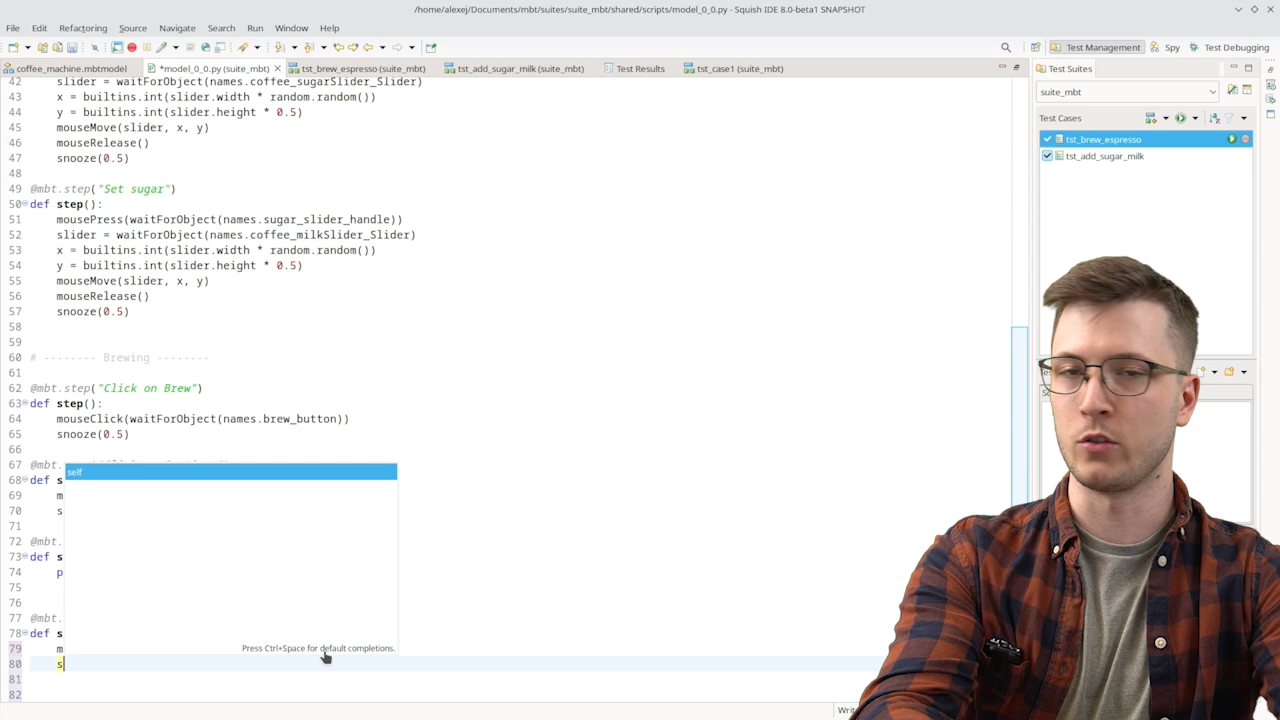 /home/alexej/Documents/mbt/suites/suite_mbt/shared/scripts/model_0_0.py - Squish IDE 8.0-beta1 SNAPSHOT
File Edit Refactoring Source Navigate Search Run Window Help
Test Management Spy Test Debugging
coffee_machine.mbtmodel *model_0_0.py (suite_mbt) tst_brew_espresso (suite_mbt) tst_add_sugar_milk (suite_mbt) Test Results tst_case1 (suite_mbt)
42 slider = waitForObject(names.coffee_sugarSlider_Slider)
43 x = builtins.int(slider.width * random.random())
44 y = builtins.int(slider.height * 0.5)
45 mouseMove(slider, x, y)
46 mouseRelease()
47 snooze(0.5)
48
49 @mbt.step("Set sugar")
50 def step():
51 mousePress(waitForObject(names.sugar_slider_handle))
52 slider = waitForObject(names.coffee_milkSlider_Slider)
53 x = builtins.int(slider.width * random.random())
54 y = builtins.int(slider.height * 0.5)
55 mouseMove(slider, x, y)
56 mouseRelease()
57 snooze(0.5)
58
59
60 # -------- Brewing --------
61
62 @mbt.step("Click on Brew")
63 def step():
64 mouseClick(waitForObject(names.brew_button))
65 snooze(0.5)
66
67 @mbt.
68 def s
69 m
70 s
71
72 @mbt.
73 def s
74 p
75
76
77 @mbt.
78 def s
79 m
80 s
81
82
self
Press Ctrl+Space for default completions.
Test Suites
suite_mbt
Test Cases
tst_brew_espresso
tst_add_sugar_milk
Writ